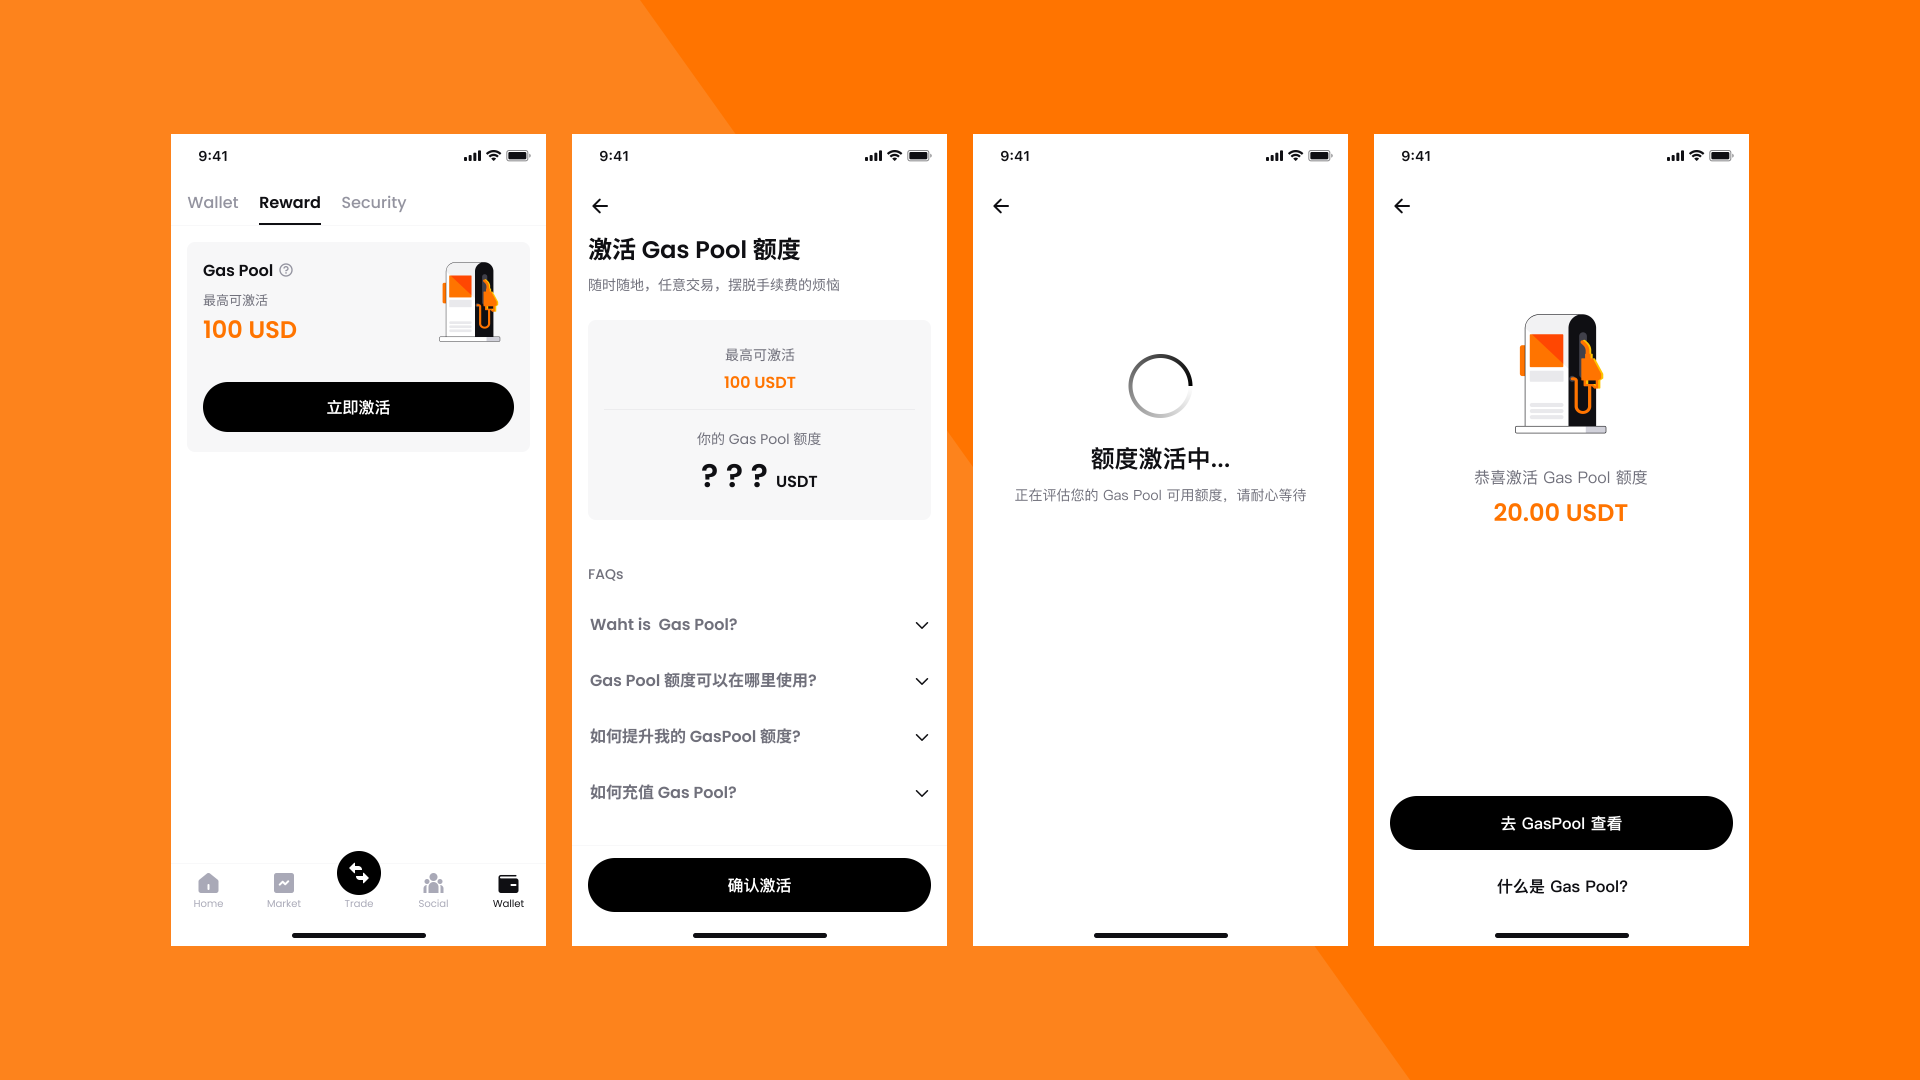 9:41
Wallet Reward Security
Gas Pool
最高可激活
100 USD
立即激活
Home Market Trade Social Wallet
9:41
激活 Gas Pool 额度
随时随地，任意交易，摆脱手续费的烦恼
最高可激活
100 USDT
你的 Gas Pool 额度
? ? ? USDT
FAQs
Waht is Gas Pool?
Gas Pool 额度可以在哪里使用?
如何提升我的 GasPool 额度?
如何充值 Gas Pool?
确认激活
9:41
额度激活中...
正在评估您的 Gas Pool 可用额度，请耐心等待
9:41
恭喜激活 Gas Pool 额度
20.00 USDT
去 GasPool 查看
什么是 Gas Pool?